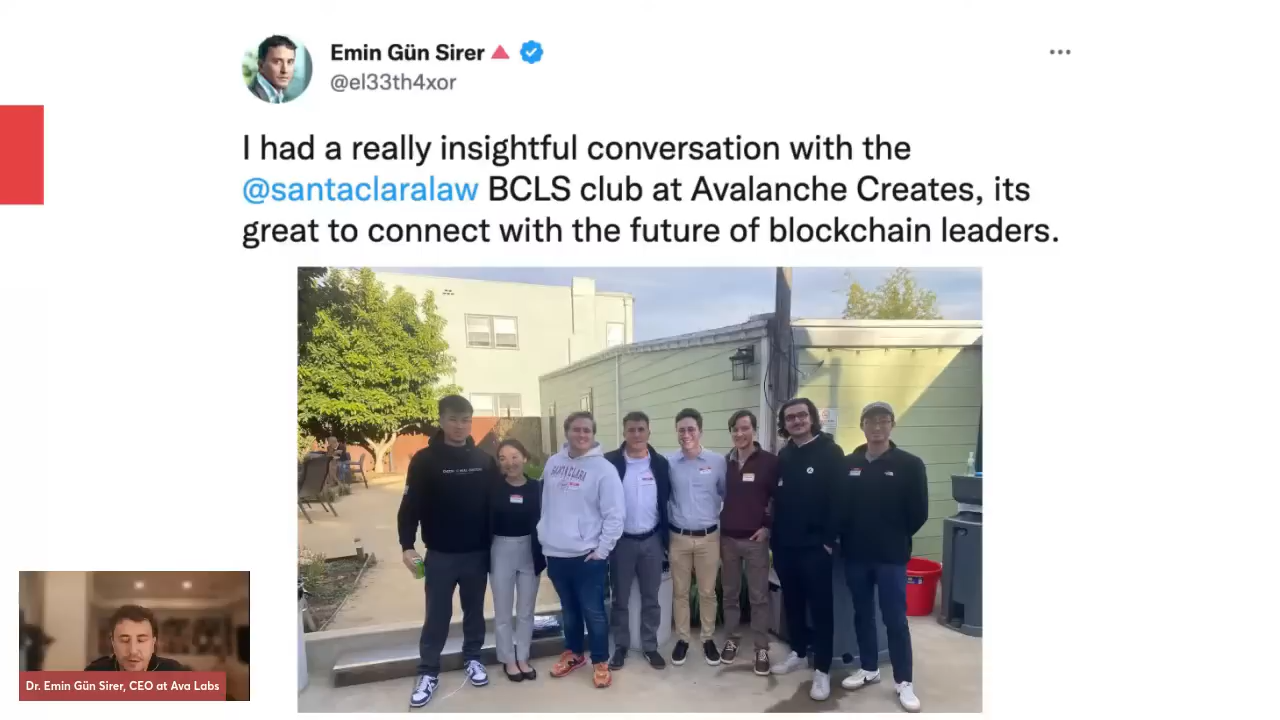 Emin Gün Sirer
@el33th4xor
I had a really insightful conversation with the
@santaclaralaw BCLS club at Avalanche Creates, its
great to connect with the future of blockchain leaders.
SANTA CLARA
Dr. Emin Gün Sirer, CEO at Ava Labs